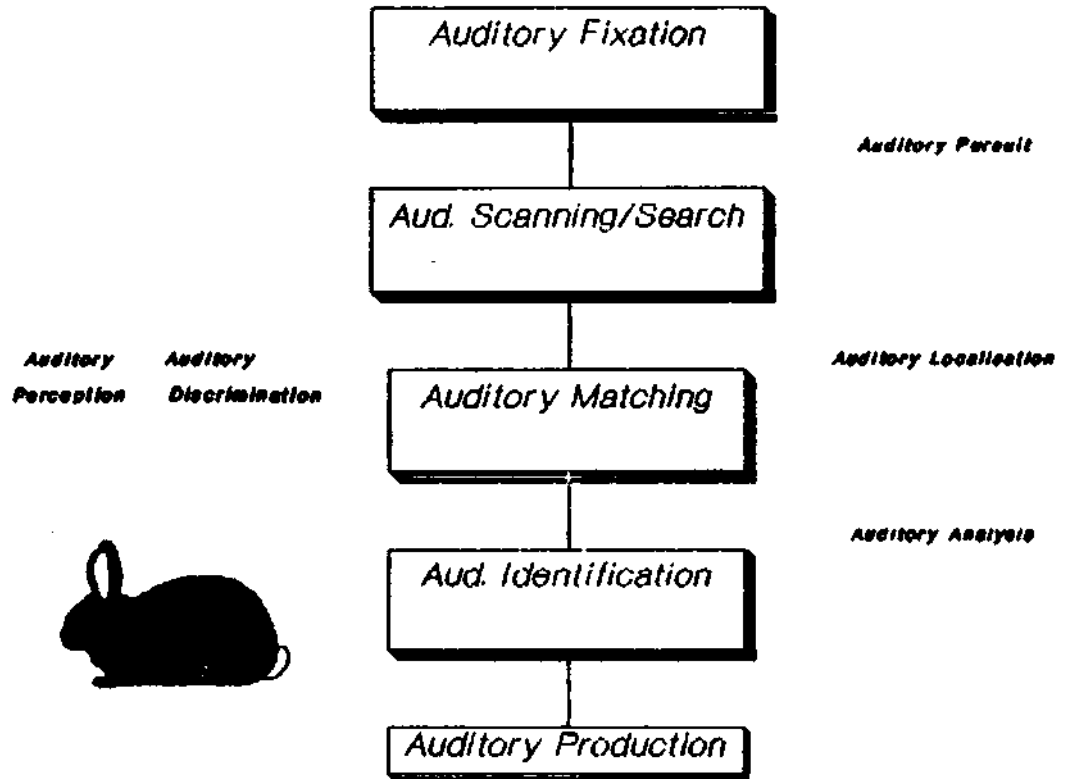 Auditory Fixation
Auditory Pursuit
Aud. Scanning/Search
Auditory Auditory
Perception Discrimination
Auditory Localisation
Auditory Matching
Auditory Analysis
Aud. Identification
Auditory Production